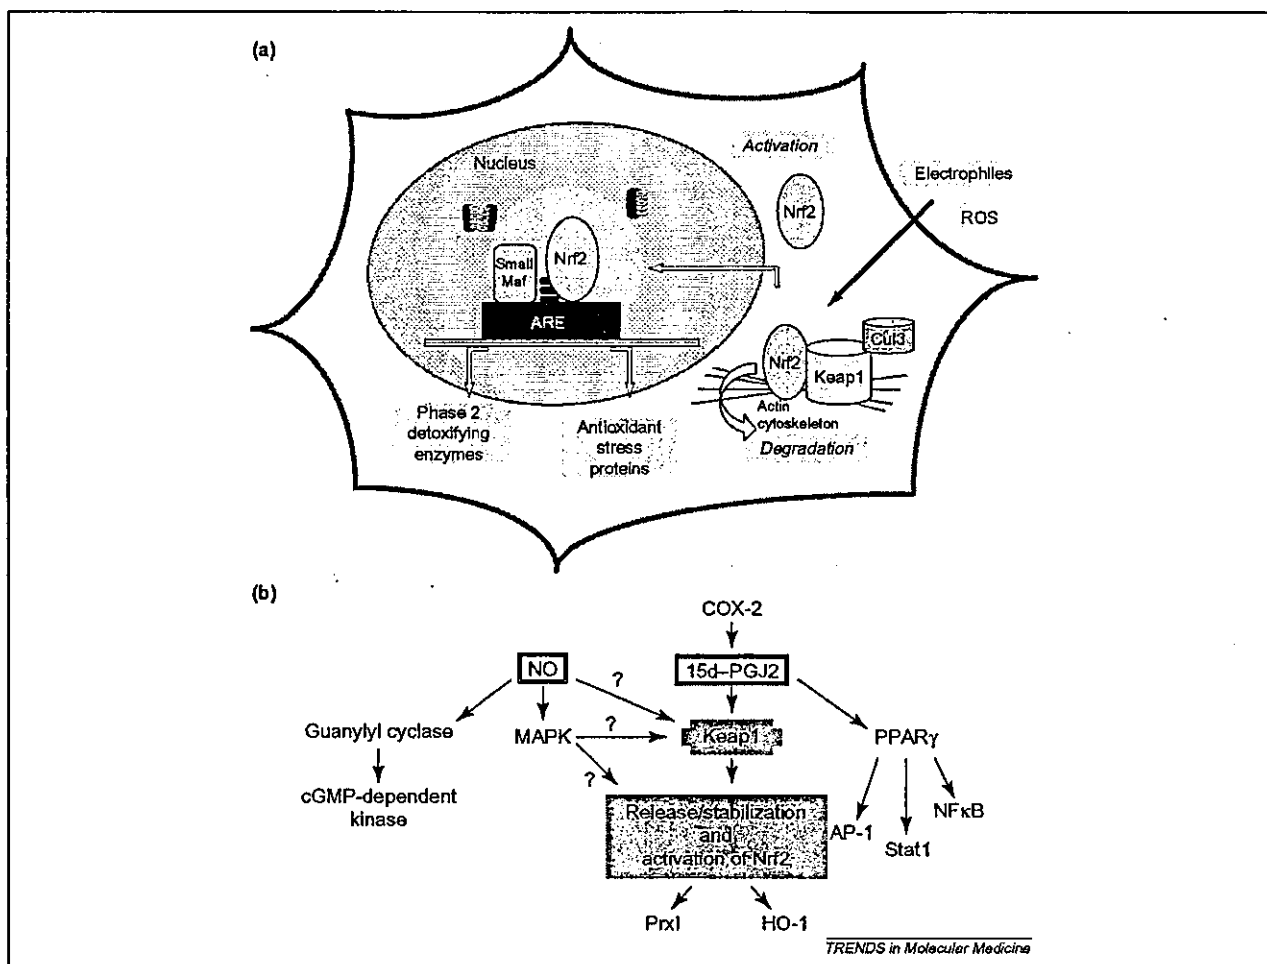 (a)
Nucleus
Activation
Electrophiles
ROS
Nrf2
Small
Maf
Nrf2
ARE
Cul3
Nrf2
Keap1
Actin
cytoskeleton
Degradation
Phase 2
detoxifying
enzymes
Antioxidant
stress
proteins
(b)
COX-2
NO
15d–PGJ2
?
Guanylyl cyclase
MAPK
?
Keap1
PPARγ
?
cGMP-dependent
kinase
Release/stabilization
and
activation of Nrf2
AP-1
Stat1
NFκB
PrxI
HO-1
TRENDS in Molecular Medicine